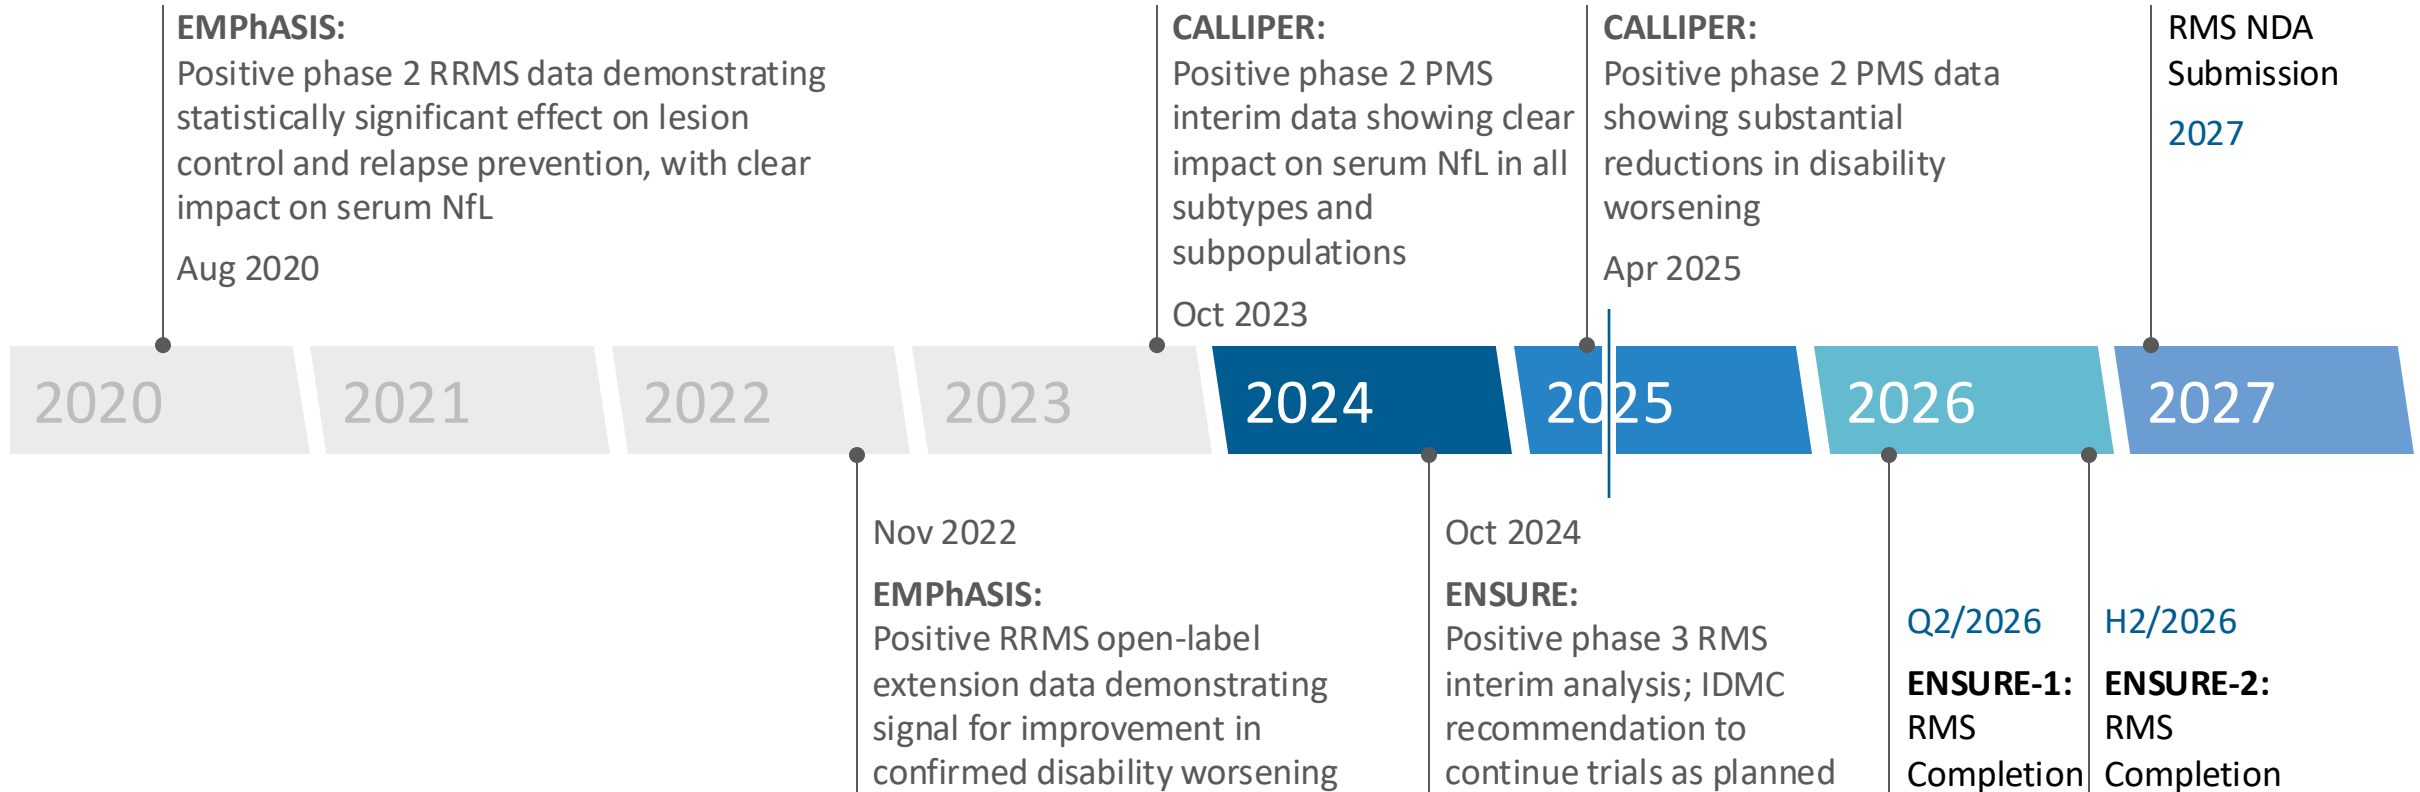 EMPhASIS:
Positive phase 2 RRMS data demonstrating
statistically significant effect on lesion
control and relapse prevention, with clear
impact on serum NfL
Aug 2020
CALLIPER:
Positive phase 2 PMS
interim data showing clear
impact on serum NfL in all
subtypes and
subpopulations
Oct 2023
CALLIPER:
Positive phase 2 PMS data
showing substantial
reductions in disability
worsening
Apr 2025
RMS NDA
Submission
2027
2020
2021
2022
2023
2024
2025
2026
2027
Nov 2022
EMPhASIS:
Positive RRMS open-label
extension data demonstrating
signal for improvement in
confirmed disability worsening
Oct 2024
ENSURE:
Positive phase 3 RMS
interim analysis; IDMC
recommendation to
continue trials as planned
Q2/2026
ENSURE-1:
RMS
Completion
H2/2026
ENSURE-2:
RMS
Completion